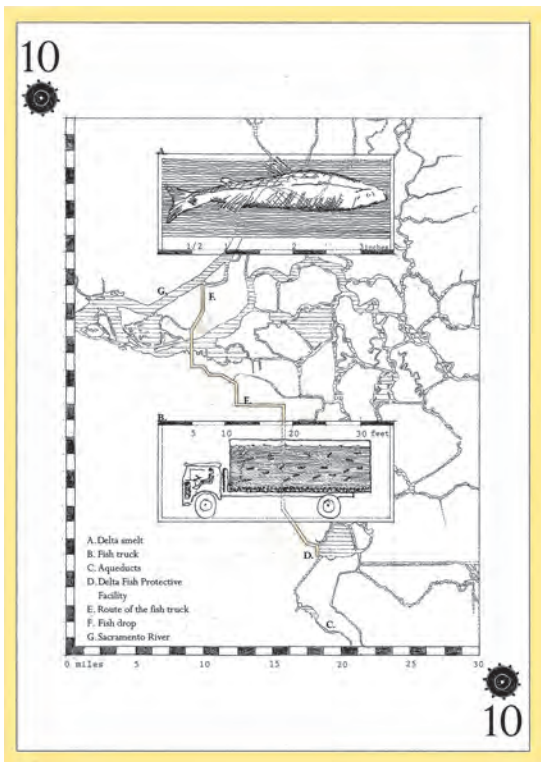 10
A.
1/2 1 2 3 inches
G.
F.
E.
B.
5 10 20 30 feet
D.
C.
A. Delta smelt
B. Fish truck
C. Aqueducts
D. Delta Fish Protective
Facility
E. Route of the fish truck
F. Fish drop
G. Sacramento River
0 miles 5 10 15 20 25 30
10